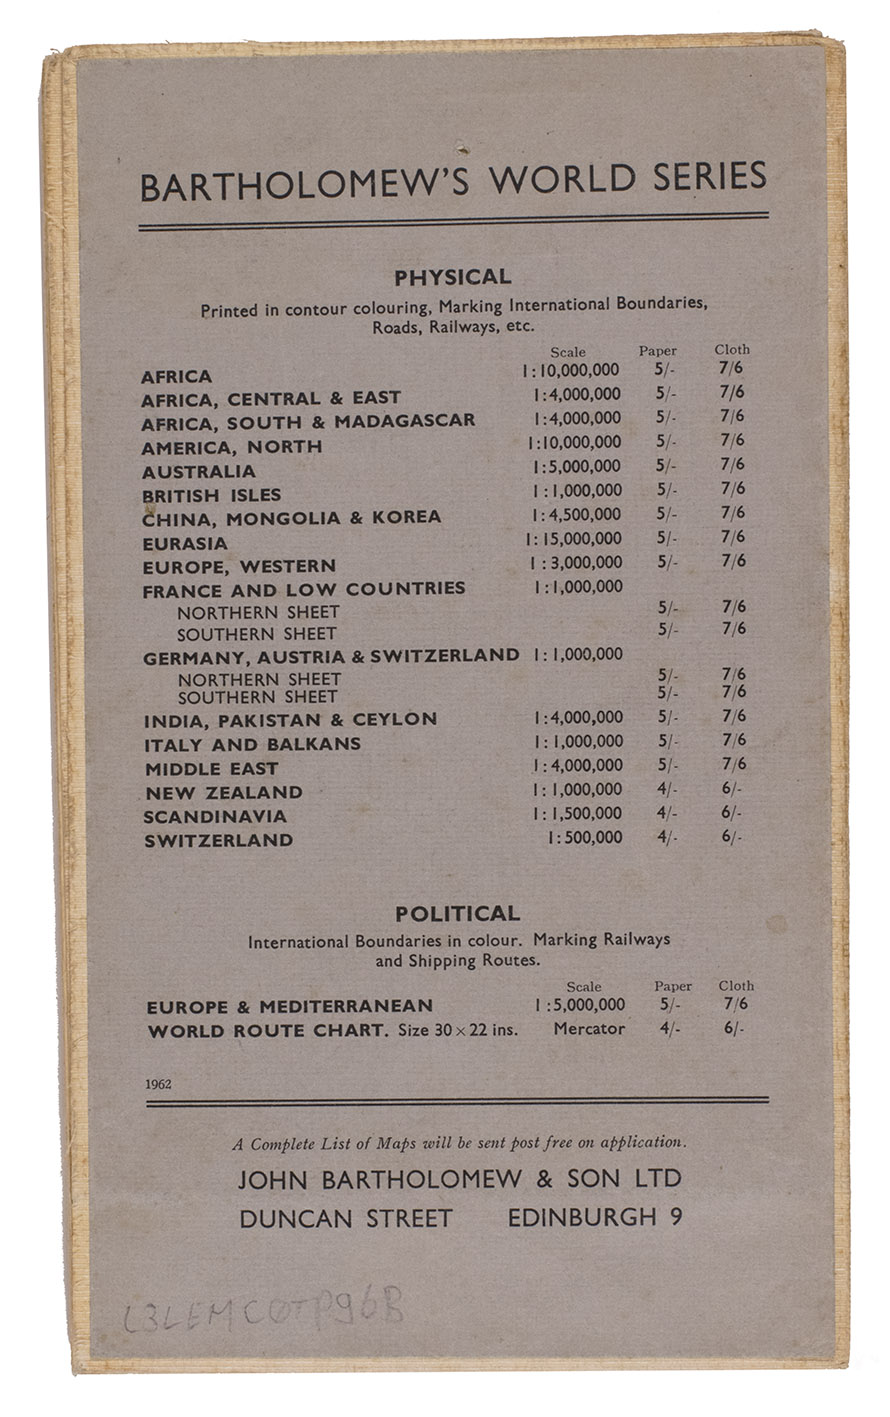 BARTHOLOMEW'S WORLD SERIES
PHYSICAL
Printed in contour colouring, Marking International Boundaries,
Roads, Railways, etc.
Scale Paper Cloth
AFRICA 1:10,000,000 5/- 7/6
AFRICA, CENTRAL & EAST 1:4,000,000 5/- 7/6
AFRICA, SOUTH & MADAGASCAR 1:4,000,000 5/- 7/6
AMERICA, NORTH 1:10,000,000 5/- 7/6
AUSTRALIA 1:5,000,000 5/- 7/6
BRITISH ISLES 1:1,000,000 5/- 7/6
CHINA, MONGOLIA & KOREA 1:4,500,000 5/- 7/6
EURASIA 1:15,000,000 5/- 7/6
EUROPE, WESTERN 1:3,000,000 5/- 7/6
FRANCE AND LOW COUNTRIES 1:1,000,000
NORTHERN SHEET 5/- 7/6
SOUTHERN SHEET 5/- 7/6
GERMANY, AUSTRIA & SWITZERLAND 1:1,000,000
NORTHERN SHEET 5/- 7/6
SOUTHERN SHEET 5/- 7/6
INDIA, PAKISTAN & CEYLON 1:4,000,000 5/- 7/6
ITALY AND BALKANS 1:1,000,000 5/- 7/6
MIDDLE EAST 1:4,000,000 5/- 7/6
NEW ZEALAND 1:1,000,000 4/- 6/-
SCANDINAVIA 1:1,500,000 4/- 6/-
SWITZERLAND 1:500,000 4/- 6/-
POLITICAL
International Boundaries in colour. Marking Railways
and Shipping Routes.
Scale Paper Cloth
EUROPE & MEDITERRANEAN 1:5,000,000 5/- 7/6
WORLD ROUTE CHART. Size 30 × 22 ins. Mercator 4/- 6/-
1962
A Complete List of Maps will be sent post free on application.
JOHN BARTHOLOMEW & SON LTD
DUNCAN STREET EDINBURGH 9